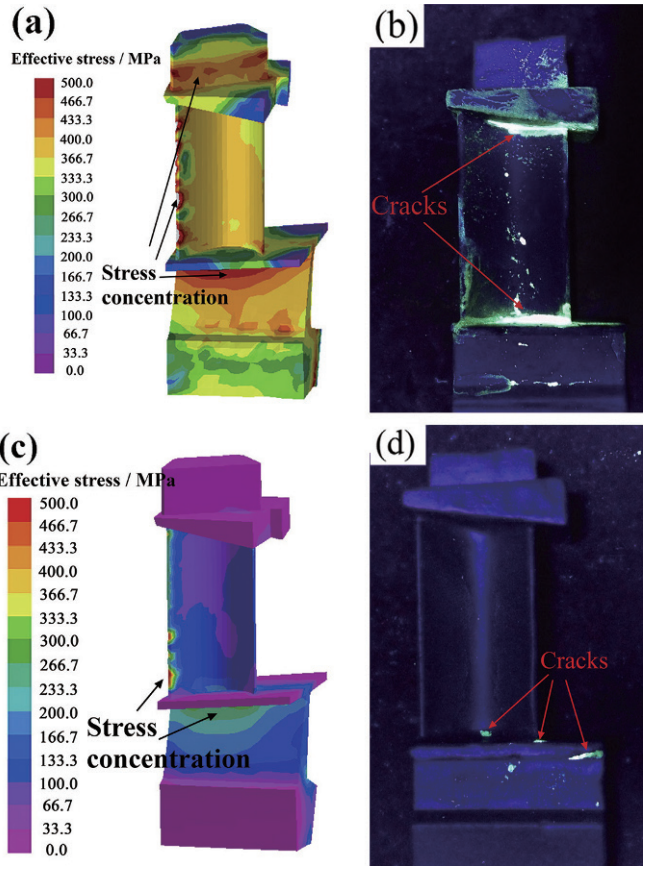 (a)
Effective stress / MPa
500.0
466.7
433.3
400.0
366.7
333.3
300.0
266.7
233.3
200.0
166.7
133.3
100.0
66.7
33.3
0.0
Stress
concentration
(b)
Cracks
(c)
Effective stress / MPa
500.0
466.7
433.3
400.0
366.7
333.3
300.0
266.7
233.3
200.0
166.7
133.3
100.0
66.7
33.3
0.0
Stress
concentration
(d)
Cracks